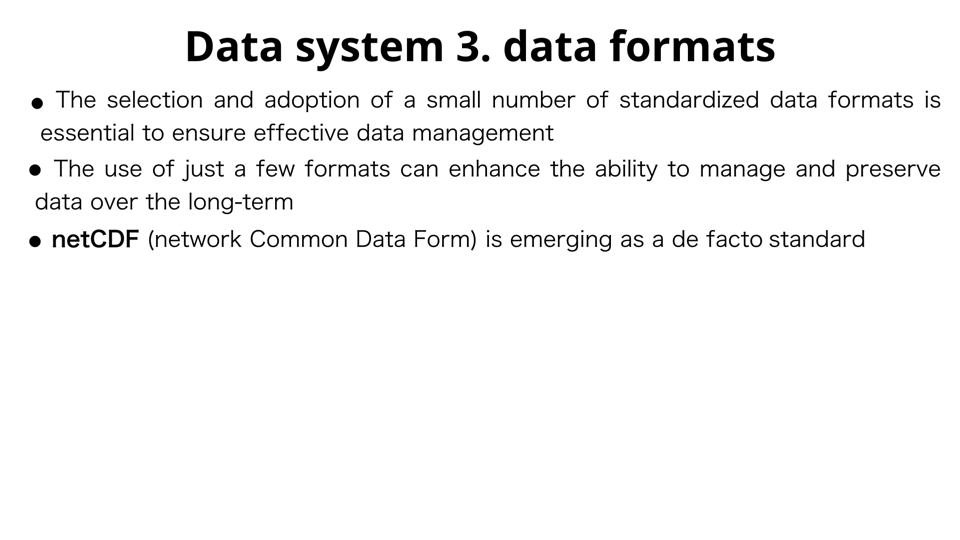 Data system 3. data formats
● The selection and adoption of a small number of standardized data formats is
essential to ensure effective data management
● The use of just a few formats can enhance the ability to manage and preserve
data over the long-term
● netCDF (network Common Data Form) is emerging as a de facto standard